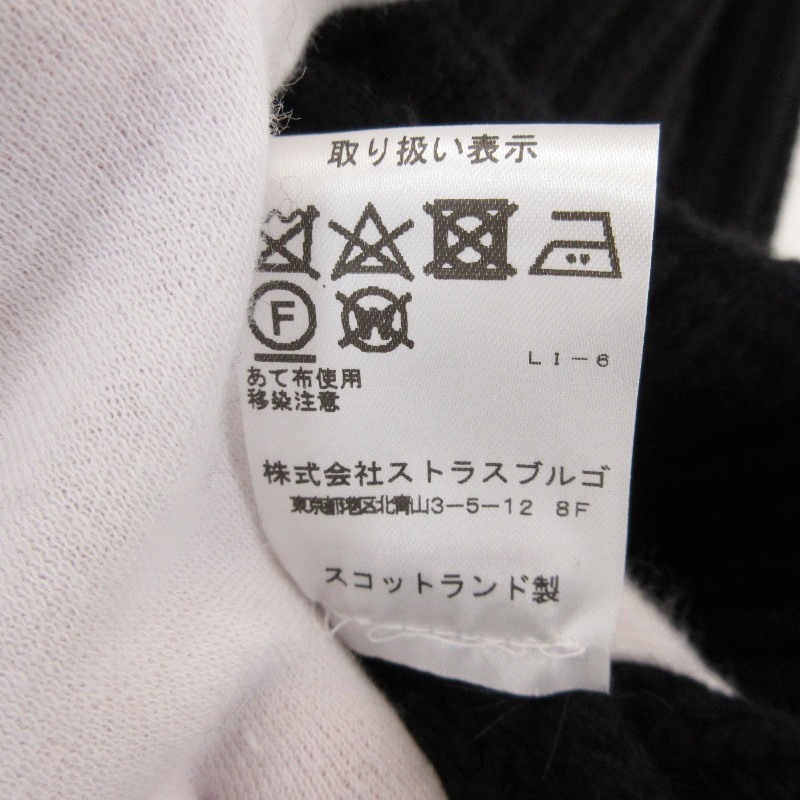 取り扱い表示
F W
LI-6
あて布使用
移染注意
株式会社ストラスブルゴ
東京都港区北青山3-5-12 8F
スコットランド製